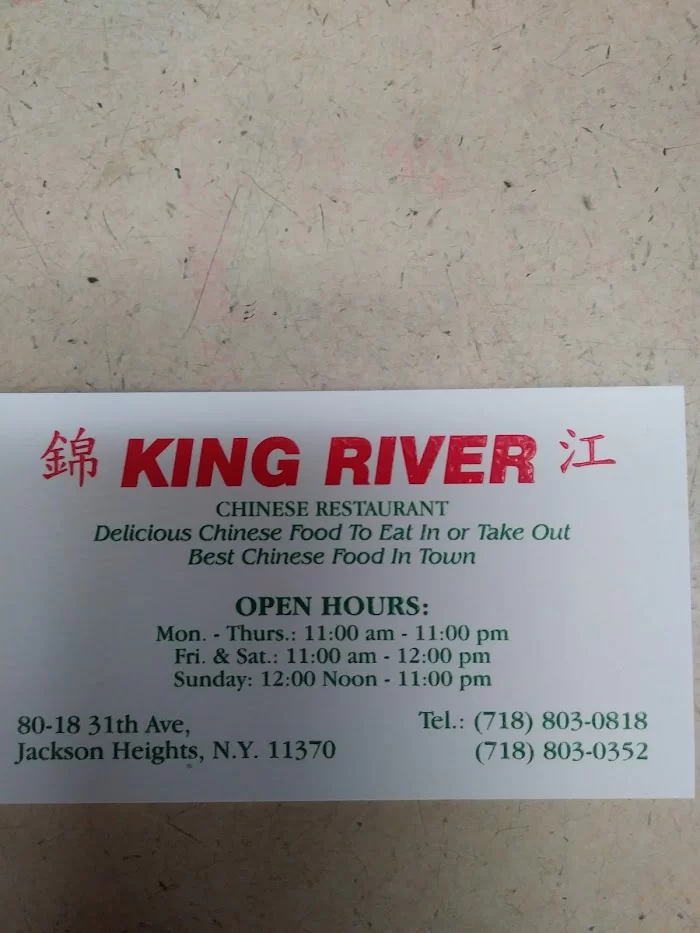 錦 KING RIVER 江
CHINESE RESTAURANT
Delicious Chinese Food To Eat In or Take Out
Best Chinese Food In Town
OPEN HOURS:
Mon. - Thurs.: 11:00 am - 11:00 pm
Fri. & Sat.: 11:00 am - 12:00 pm
Sunday: 12:00 Noon - 11:00 pm
80-18 31th Ave,
Jackson Heights, N.Y. 11370
Tel.: (718) 803-0818
(718) 803-0352